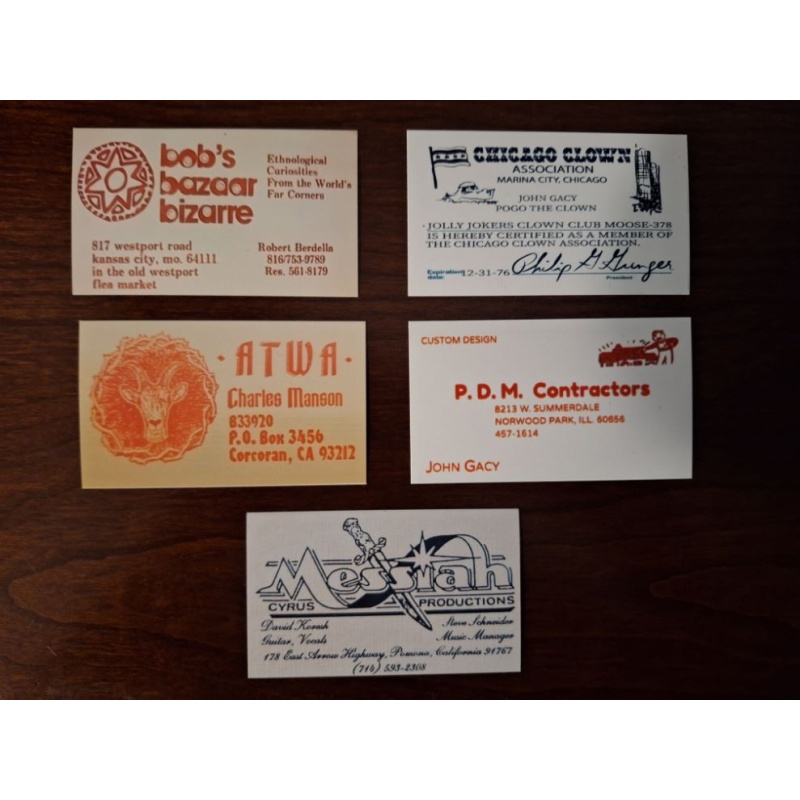 bob's
bazaar
bizarre
Ethnological
Curiosities
From the World's
Far Corners
817 westport road
kansas city, mo. 64111
in the old westport
flea market
Robert Berdella
816/753-9789
Res. 561-8179
CHICAGO CLOWN
ASSOCIATION
MARINA CITY, CHICAGO
JOHN GACY
POGO THE CLOWN
JOLLY JOKERS CLOWN CLUB MOOSE-378
IS HEREBY CERTIFIED AS A MEMBER OF
THE CHICAGO CLOWN ASSOCIATION.
Expiration
date: 12-31-76 Philip G Grunger
President
· ATWA ·
Charles Manson
B33920
P.O. Box 3456
Corcoran, CA 93212
CUSTOM DESIGN
P. D. M. Contractors
8213 W. SUMMERDALE
NORWOOD PARK, ILL. 60656
457-1614
JOHN GACY
Messiah
CYRUS PRODUCTIONS
David Koresh
Guitar, Vocals
Steve Schneider
Music Manager
178 East Arrow Highway, Pomona, California 91767
(714) 593-2308